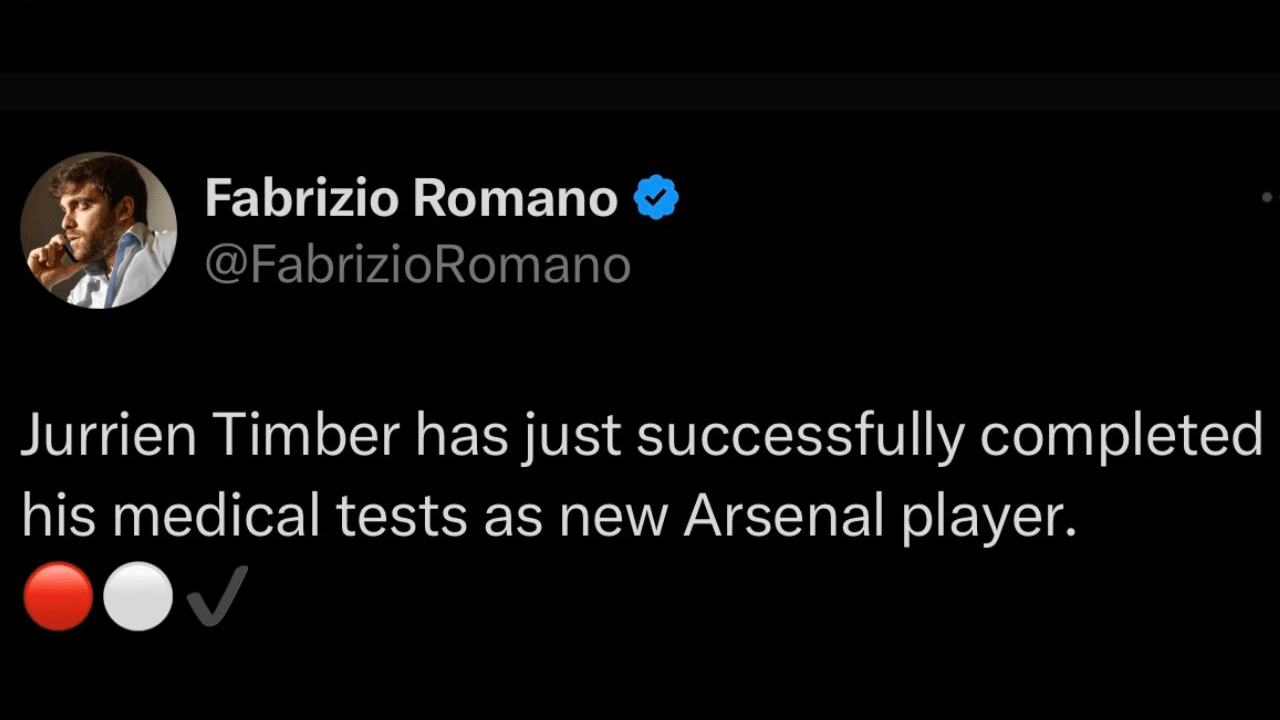 Fabrizio Romano
@FabrizioRomano
Jurrien Timber has just successfully completed
his medical tests as new Arsenal player.
🔴⚪✔